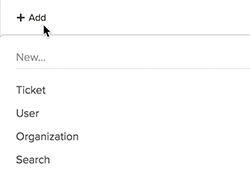 + Add
New...
Ticket
User
Organization
Search